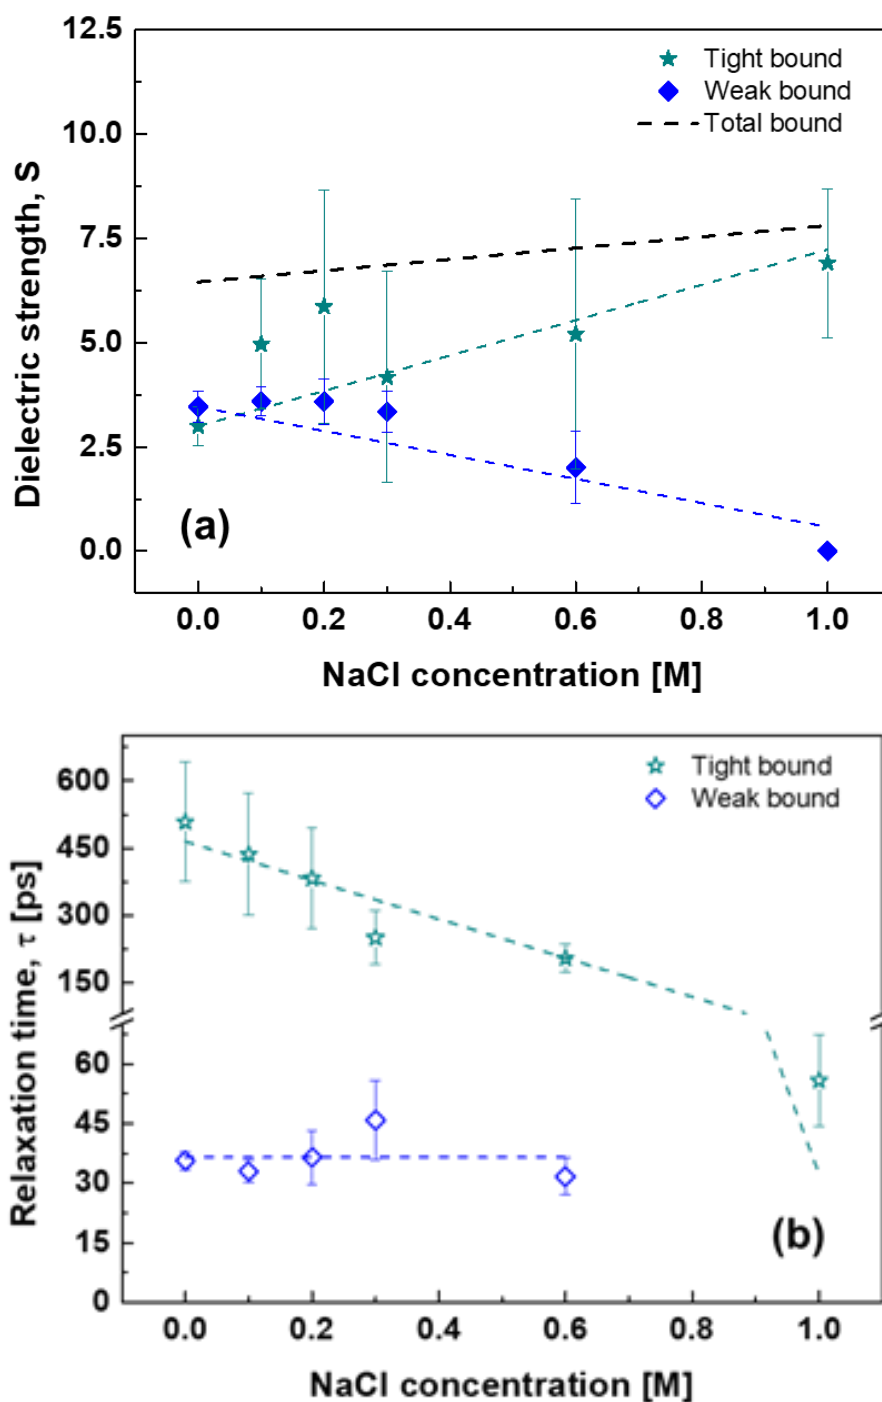 12.5
10.0
7.5
5.0
2.5
0.0
Dielectric strength, S
Tight bound
Weak bound
Total bound
(a)
0.0 0.2 0.4 0.6 0.8 1.0
NaCl concentration [M]
600
450
300
150
60
45
30
15
0
Relaxation time, τ [ps]
Tight bound
Weak bound
(b)
0.0 0.2 0.4 0.6 0.8 1.0
NaCl concentration [M]